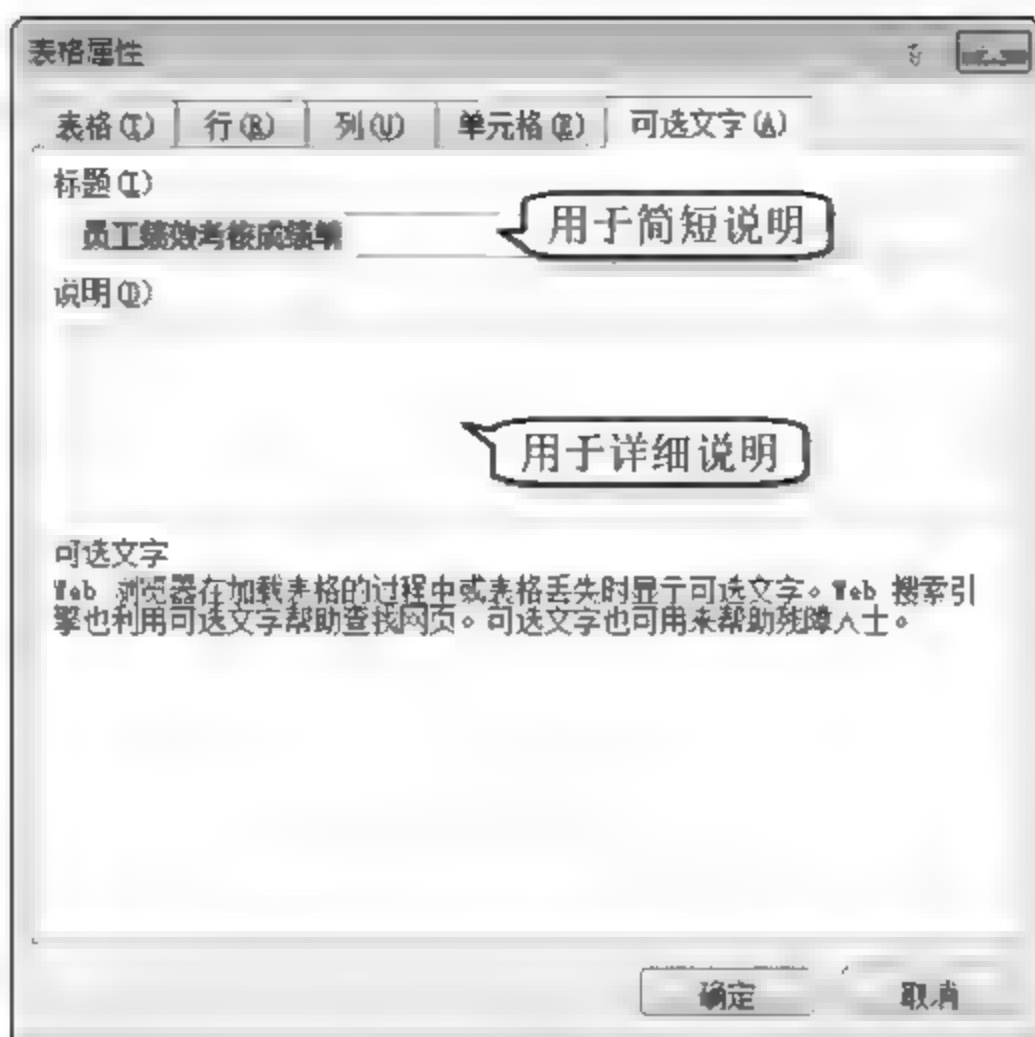 表格属性
表格(T) 行(R) 列(U) 单元格(E) 可选文字(A)
标题(T)
用于简短说明
员工绩效考核成绩单
说明(D)
用于详细说明
可选文字
Web 浏览器在加载表格的过程中或表格丢失时显示可选文字。Web 搜索引
擎也利用可选文字帮助查找网页。可选文字也可用来帮助残障人士。
确定 取消